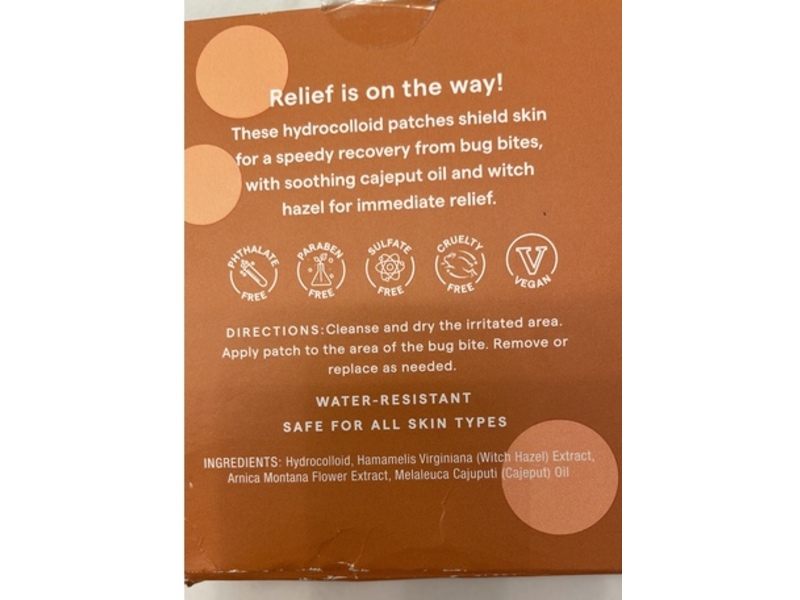 Relief is on the way!
These hydrocolloid patches shield skin
for a speedy recovery from bug bites,
with soothing cajeput oil and witch
hazel for immediate relief.
PHTHALATE FREE
PARABEN FREE
SULFATE FREE
CRUELTY FREE
V VEGAN
DIRECTIONS: Cleanse and dry the irritated area.
Apply patch to the area of the bug bite. Remove or
replace as needed.
WATER-RESISTANT
SAFE FOR ALL SKIN TYPES
INGREDIENTS: Hydrocolloid, Hamamelis Virginiana (Witch Hazel) Extract,
Arnica Montana Flower Extract, Melaleuca Cajuputi (Cajeput) Oil